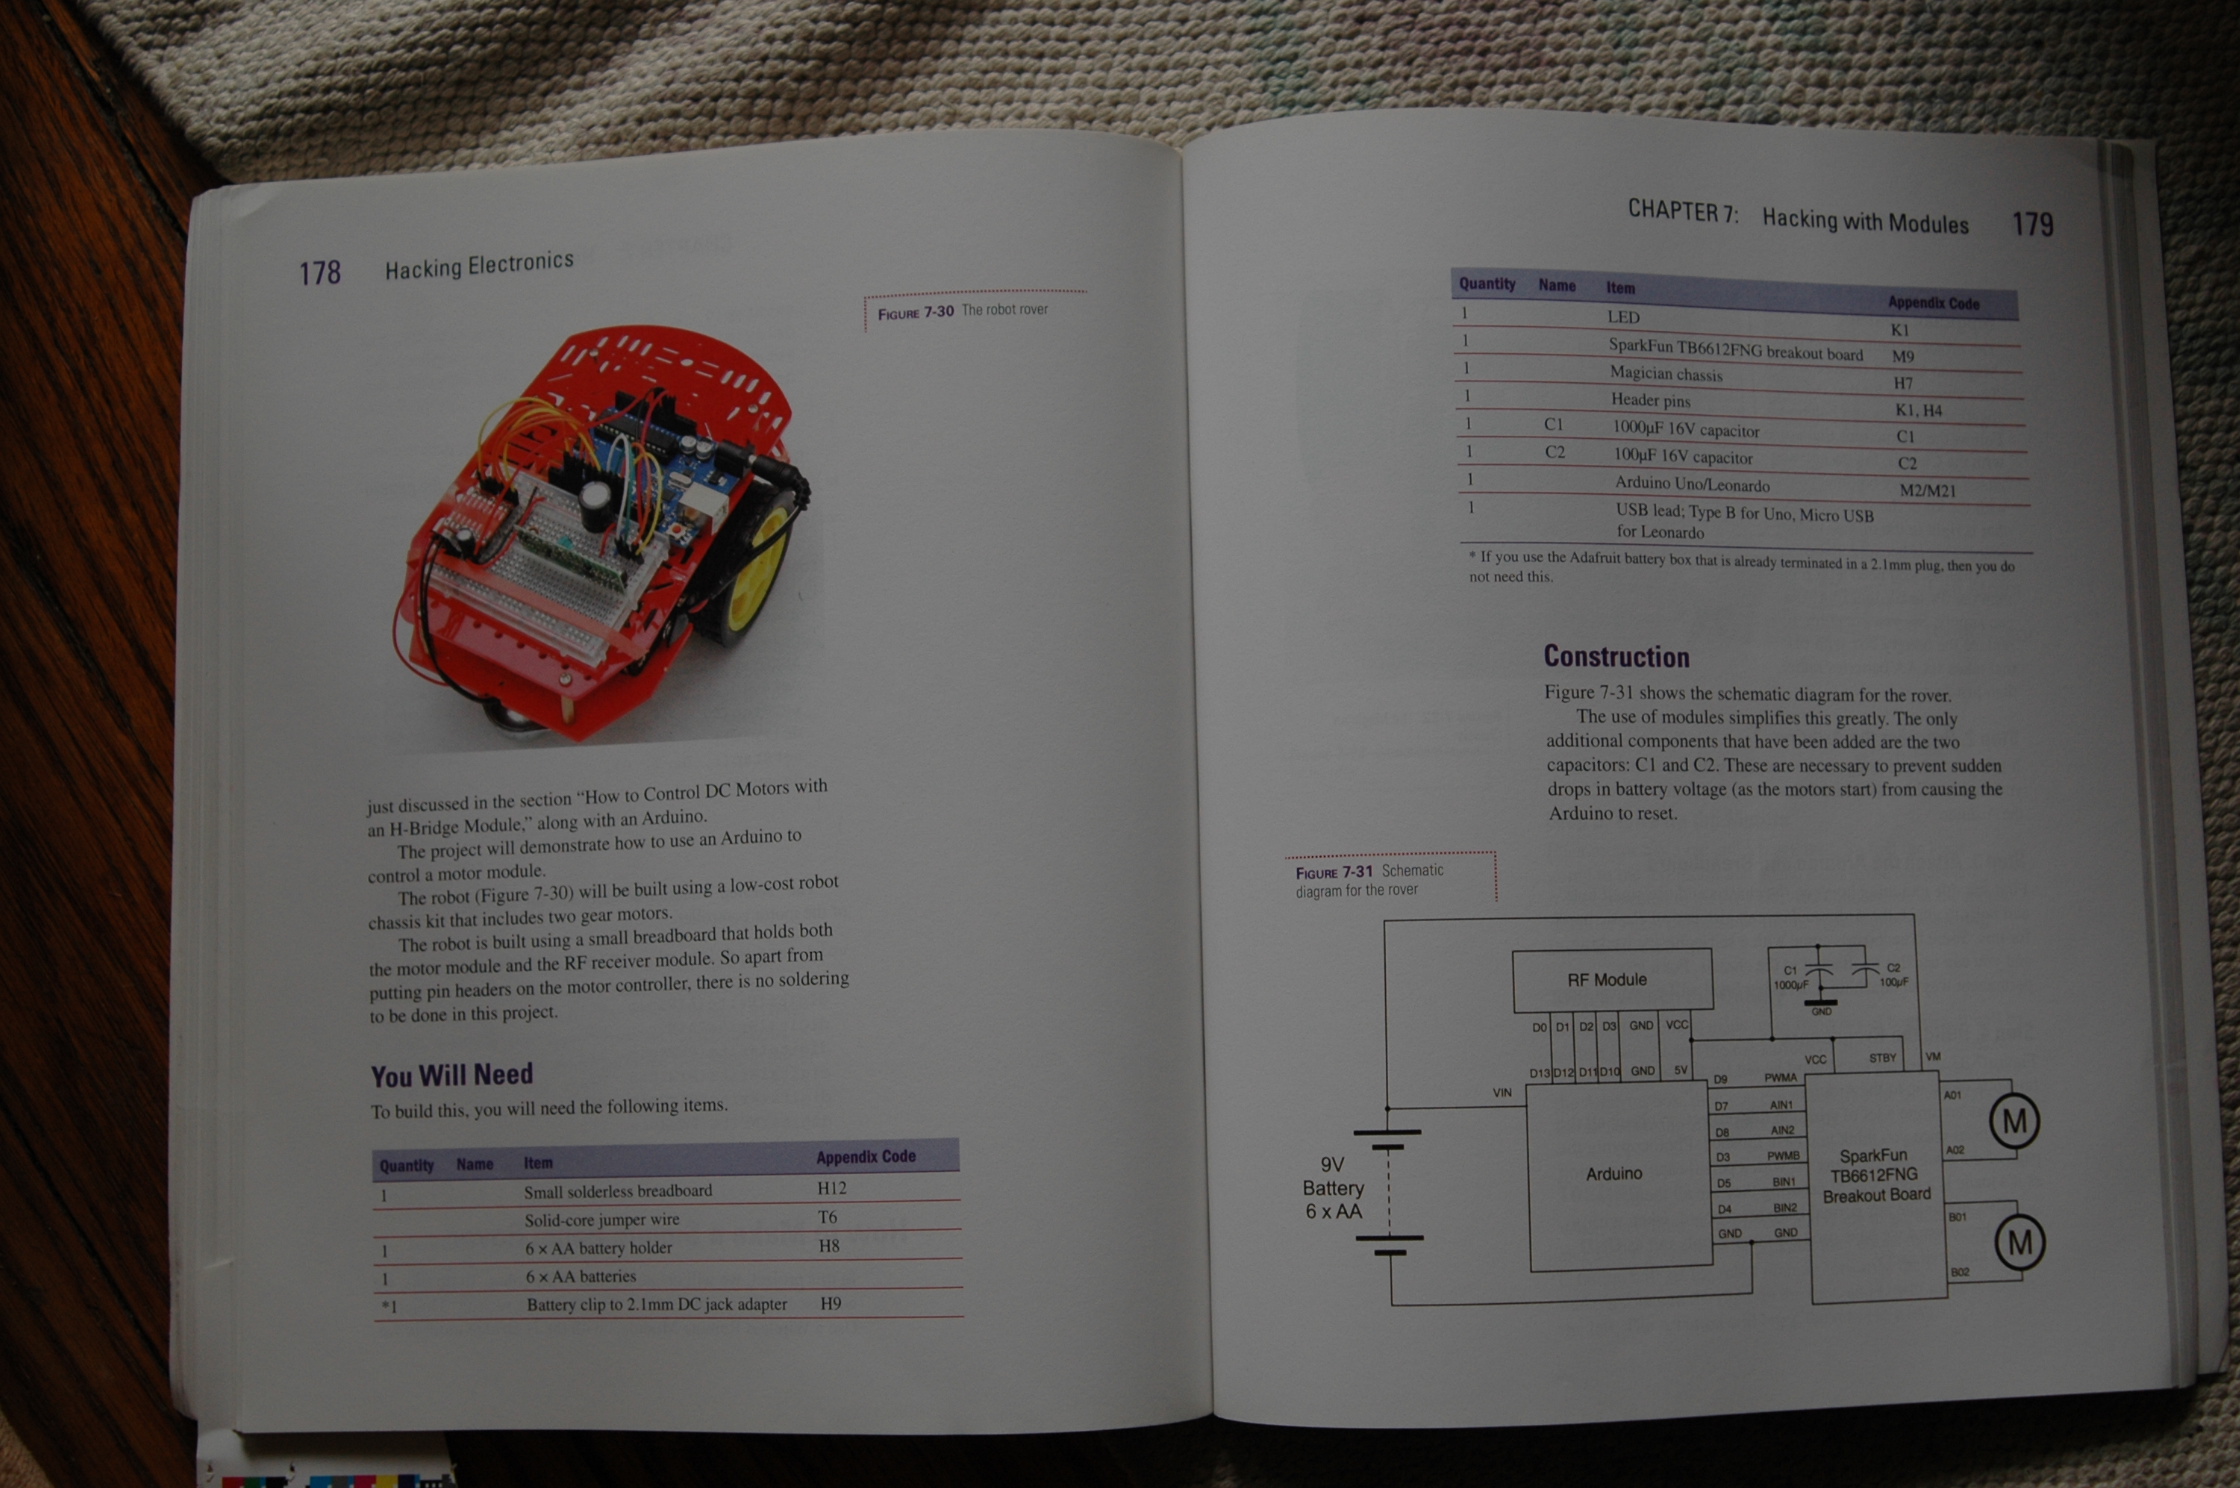 178 Hacking Electronics
FIGURE 7-30 The robot rover
just discussed in the section “How to Control DC Motors with
an H-Bridge Module,” along with an Arduino.
The project will demonstrate how to use an Arduino to
control a motor module.
The robot (Figure 7-30) will be built using a low-cost robot
chassis kit that includes two gear motors.
The robot is built using a small breadboard that holds both
the motor module and the RF receiver module. So apart from
putting pin headers on the motor controller, there is no soldering
to be done in this project.
You Will Need
To build this, you will need the following items.
Quantity Name Item Appendix Code
1 Small solderless breadboard H12
Solid-core jumper wire T6
1 6 × AA battery holder H8
1 6 × AA batteries
*1 Battery clip to 2.1mm DC jack adapter H9
CHAPTER 7: Hacking with Modules 179
Quantity Name Item Appendix Code
1 LED K1
1 SparkFun TB6612FNG breakout board M9
1 Magician chassis H7
1 Header pins K1, H4
1 C1 1000µF 16V capacitor C1
1 C2 100µF 16V capacitor C2
1 Arduino Uno/Leonardo M2/M21
1 USB lead; Type B for Uno, Micro USB
for Leonardo
* If you use the Adafruit battery box that is already terminated in a 2.1mm plug, then you do
not need this.
Construction
Figure 7-31 shows the schematic diagram for the rover.
The use of modules simplifies this greatly. The only
additional components that have been added are the two
capacitors: C1 and C2. These are necessary to prevent sudden
drops in battery voltage (as the motors start) from causing the
Arduino to reset.
FIGURE 7-31 Schematic
diagram for the rover
RF Module
C1
1000µF
C2
100µF
GND
D0 D1 D2 D3 GND VCC
D13 D12 D11 D10 GND 5V
VCC STBY VM
VIN
D9 PWMA
D7 AIN1
D8 AIN2
D3 PWMB
D5 BIN1
D4 BIN2
GND GND
Arduino
SparkFun
TB6612FNG
Breakout Board
A01
A02
M
B01
B02
M
9V
Battery
6 x AA